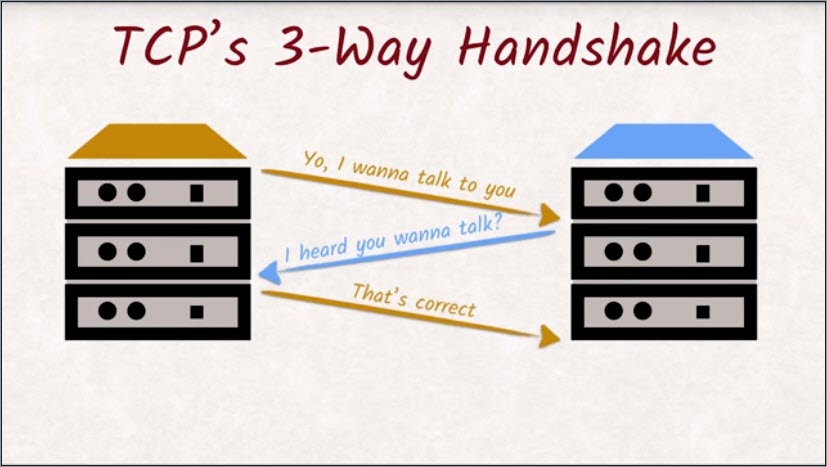 TCP's 3-Way Handshake
Yo, I wanna talk to you
I heard you wanna talk?
That's correct